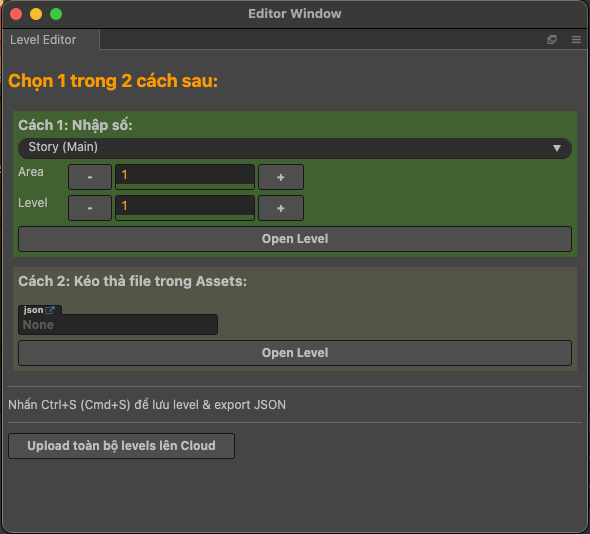 Editor Window
Level Editor
Chọn 1 trong 2 cách sau:
Cách 1: Nhập số:
Story (Main)
Area - 1 +
Level - 1 +
Open Level
Cách 2: Kéo thả file trong Assets:
json
None
Open Level
Nhấn Ctrl+S (Cmd+S) để lưu level & export JSON
Upload toàn bộ levels lên Cloud